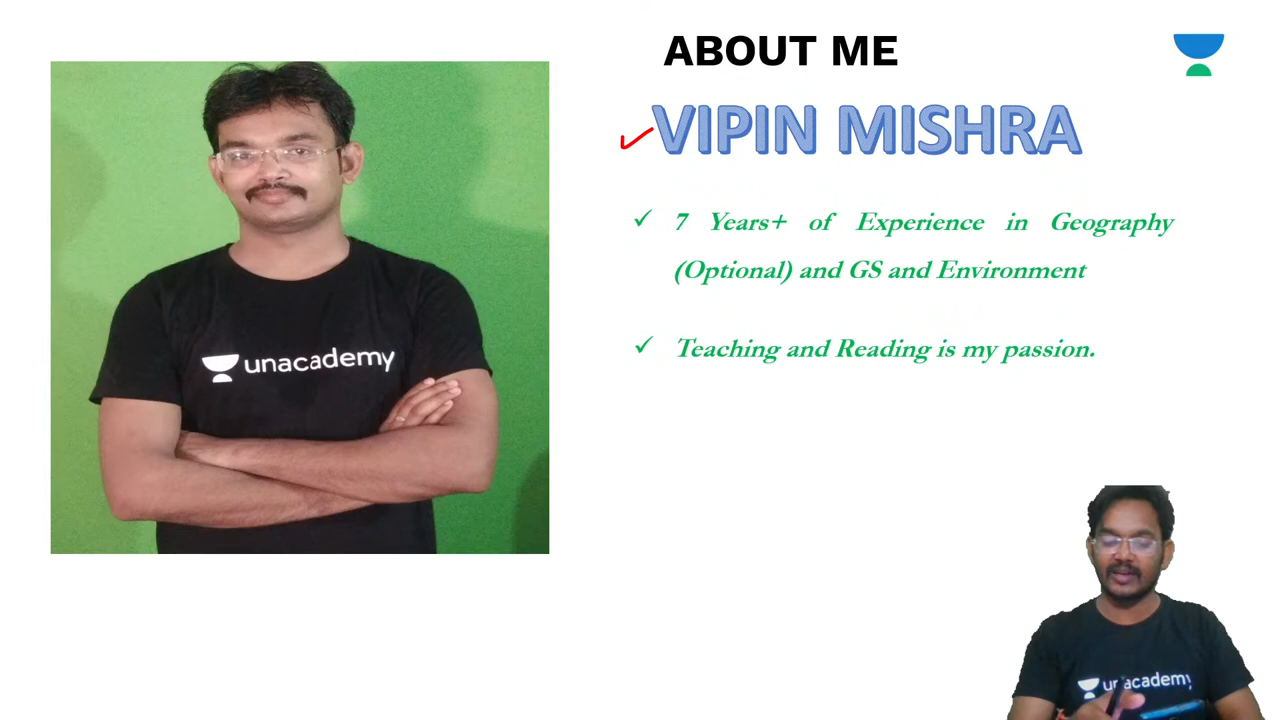 ABOUT ME
VIPIN MISHRA
7 Years+ of Experience in Geography
(Optional) and GS and Environment
Teaching and Reading is my passion.
unacademy
unacademy